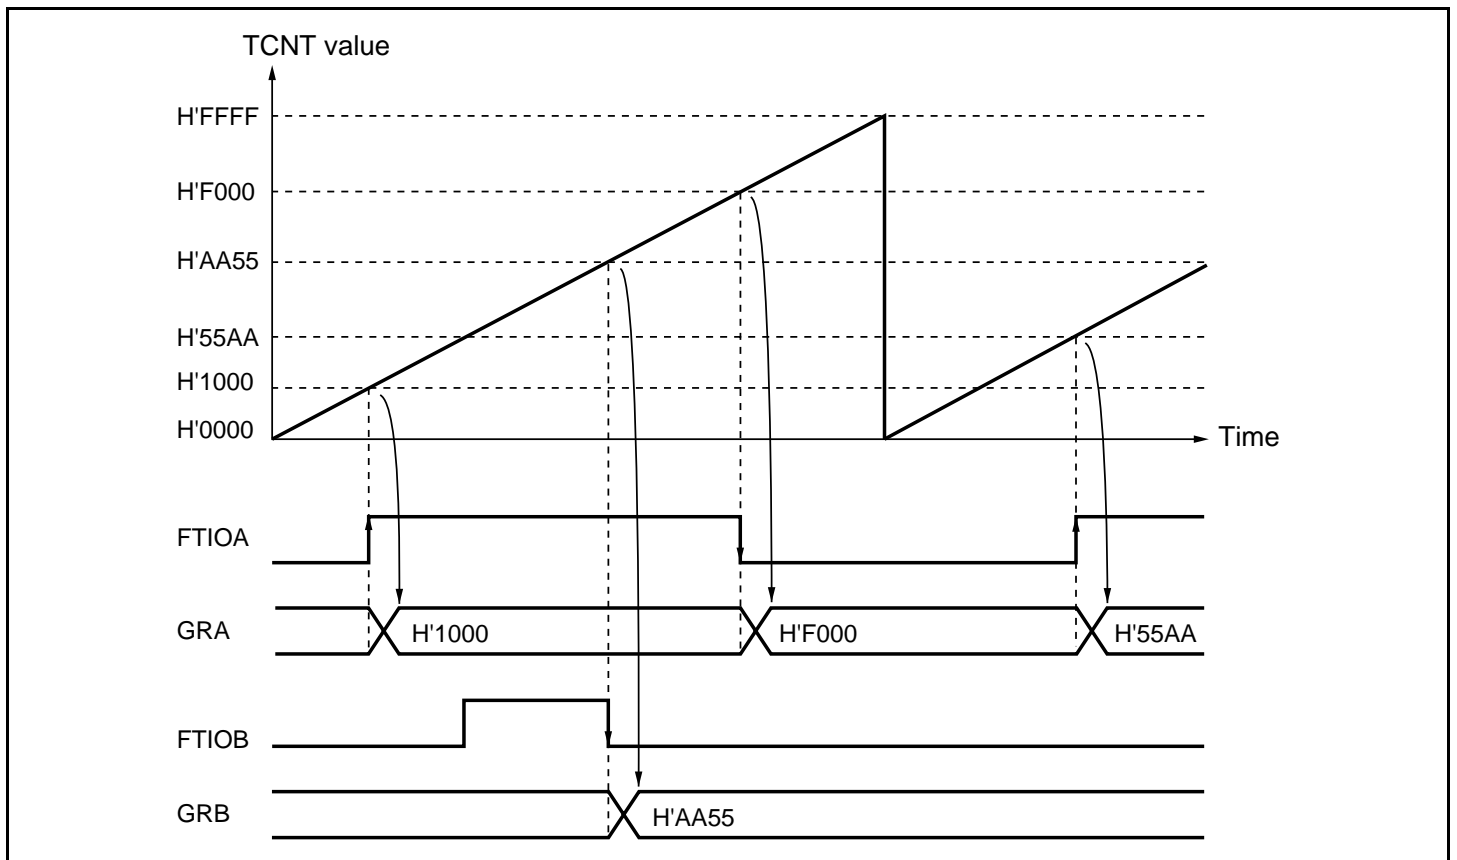 TCNT value
H'FFFF
H'F000
H'AA55
H'55AA
H'1000
H'0000
Time
FTIOA
GRA
H'1000
H'F000
H'55AA
FTIOB
GRB
H'AA55